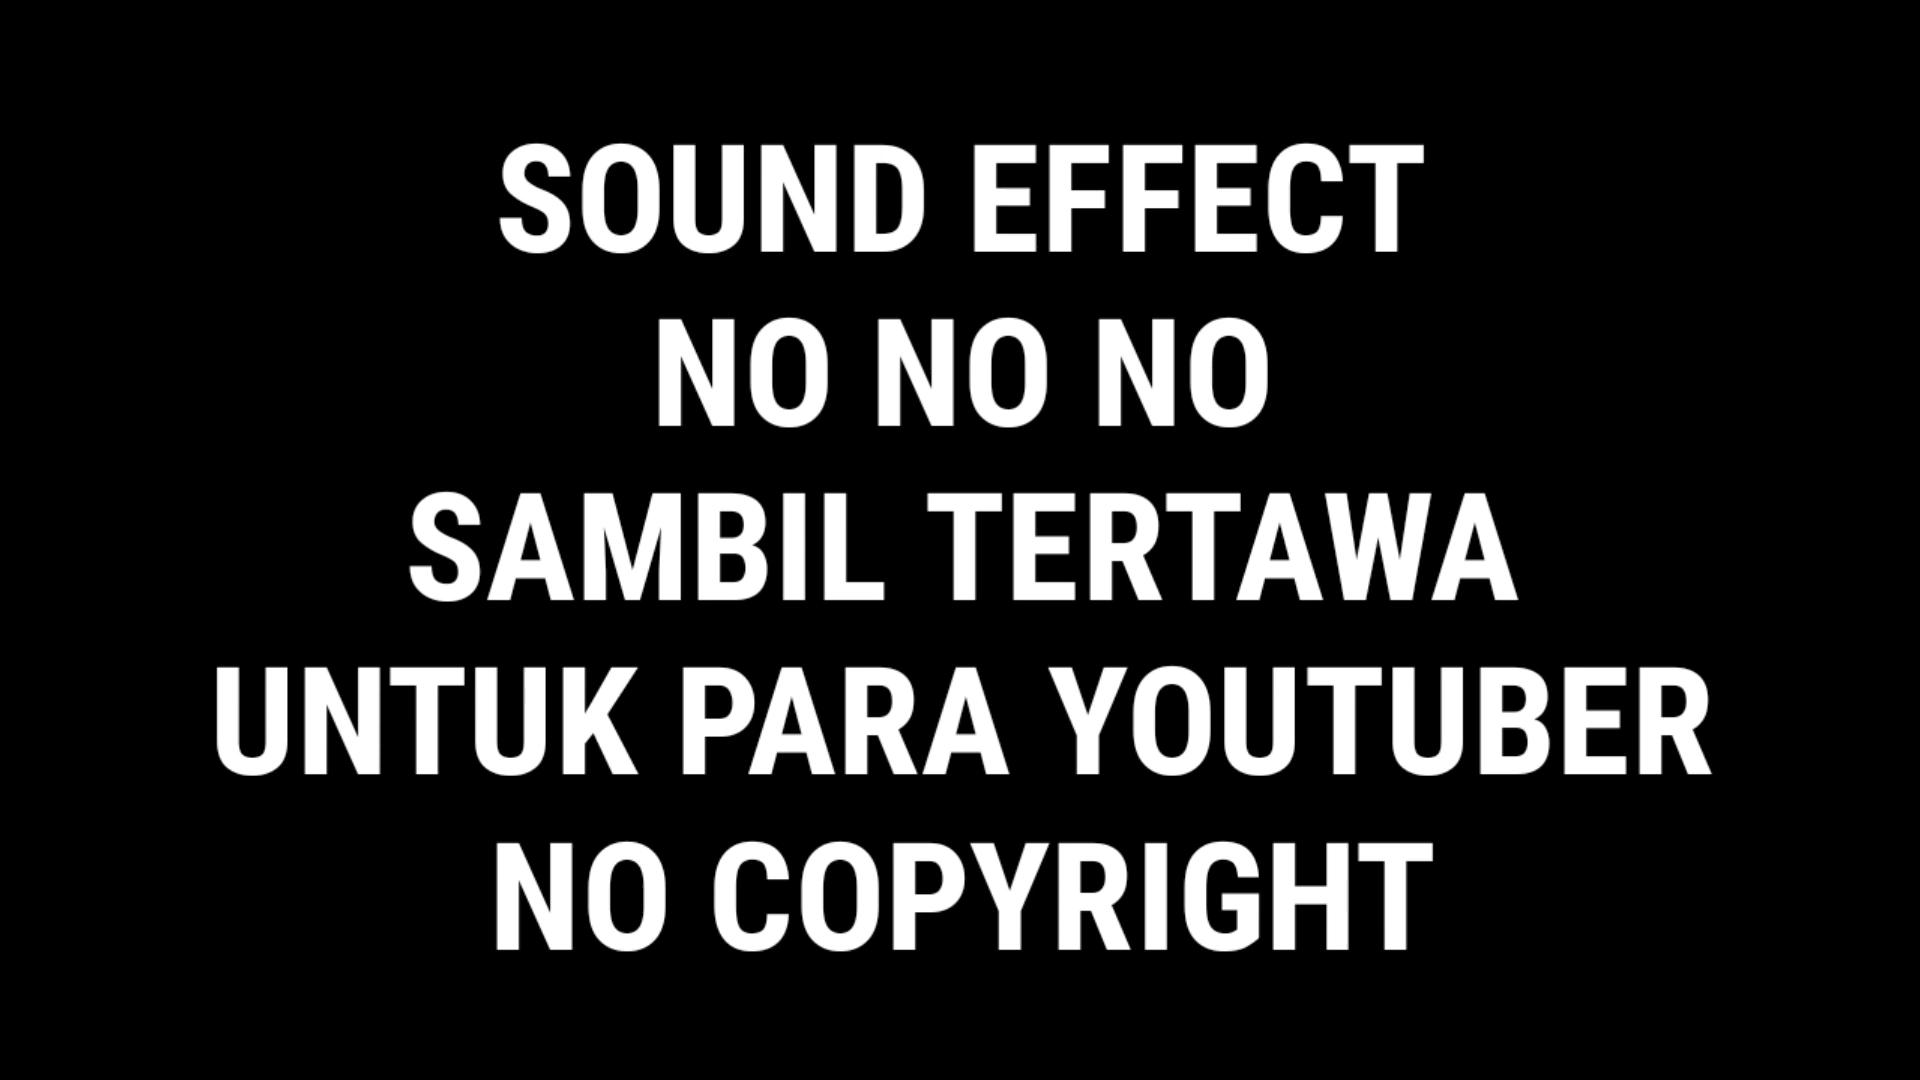 SOUND EFFECT
NO NO NO
SAMBIL TERTAWA
UNTUK PARA YOUTUBER
NO COPYRIGHT